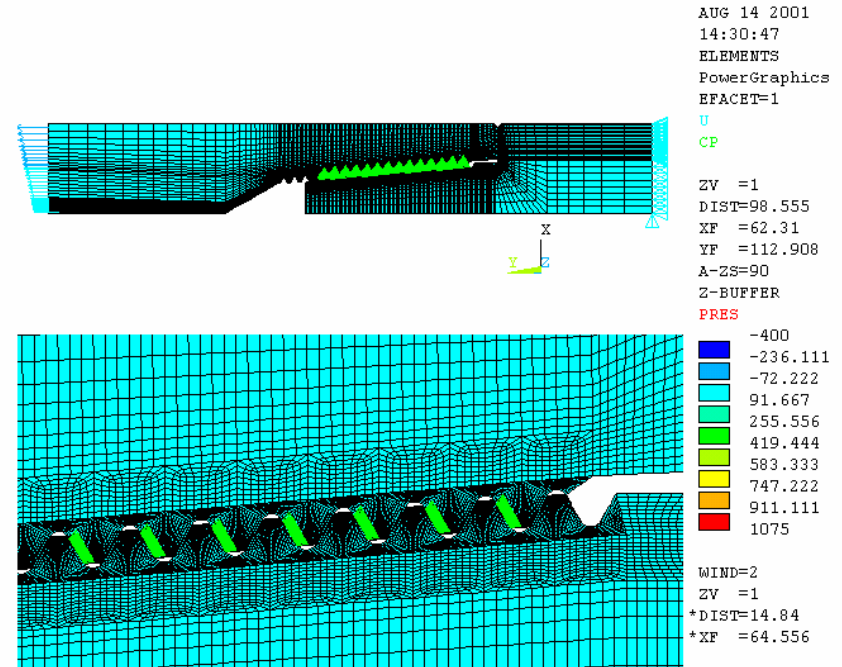 AUG 14 2001
14:30:47
ELEMENTS
PowerGraphics
EFACET=1
U
CP
ZV =1
DIST=98.555
XF =62.31
YF =112.908
A-ZS=90
Z-BUFFER
PRES
-400
-236.111
-72.222
91.667
255.556
419.444
583.333
747.222
911.111
1075
X
Y
Z
WIND=2
ZV =1
*DIST=14.84
*XF =64.556